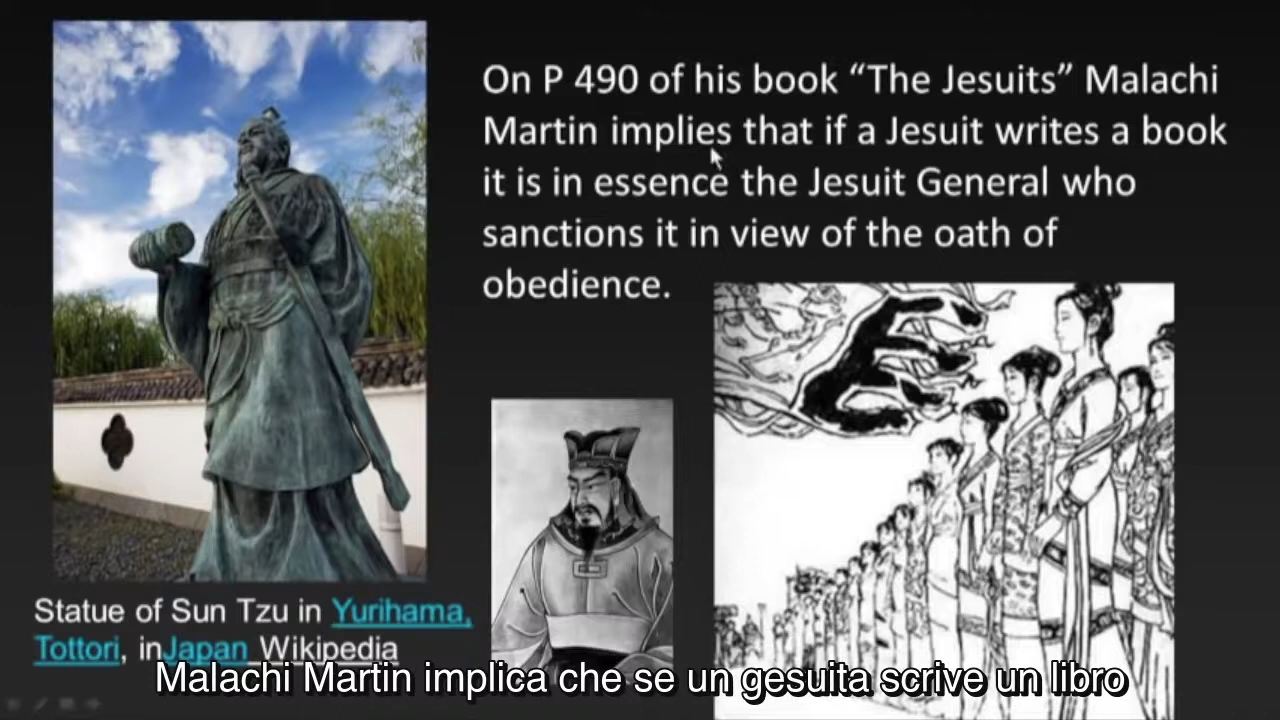 On P 490 of his book “The Jesuits” Malachi
Martin implies that if a Jesuit writes a book
it is in essence the Jesuit General who
sanctions it in view of the oath of
obedience.
Statue of Sun Tzu in Yurihama,
Tottori, inJapan Wikipedia
Malachi Martin implica che se un gesuita scrive un libro